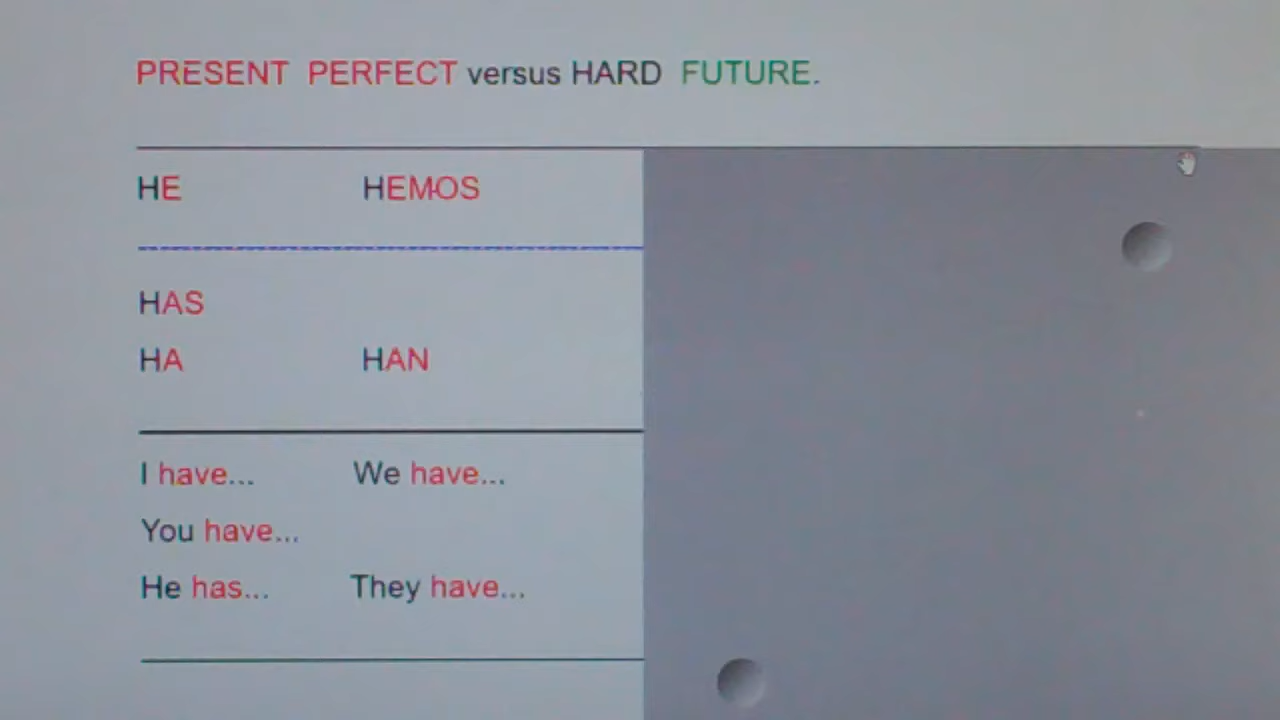 PRESENT PERFECT versus HARD FUTURE.
HE HEMOS
HAS
HA HAN
I have... We have...
You have...
He has... They have...